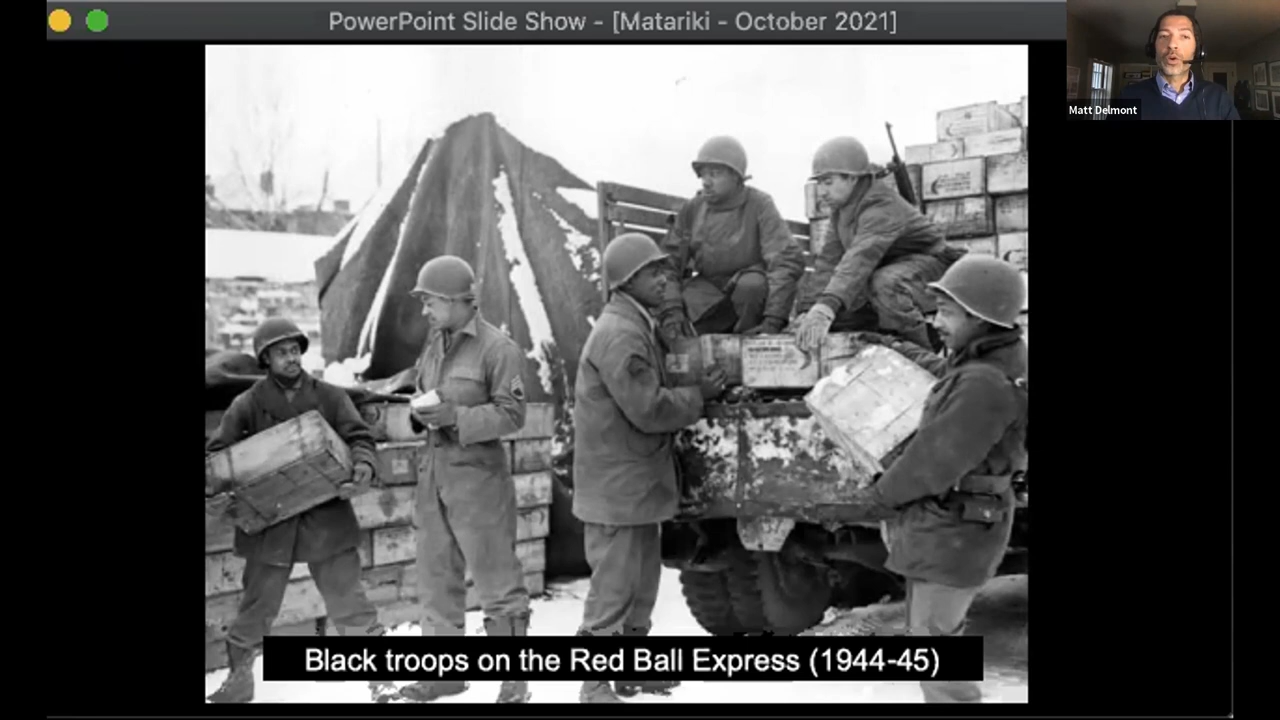 PowerPoint Slide Show - [Matariki - October 2021]
Matt Delmont
Black troops on the Red Ball Express (1944-45)